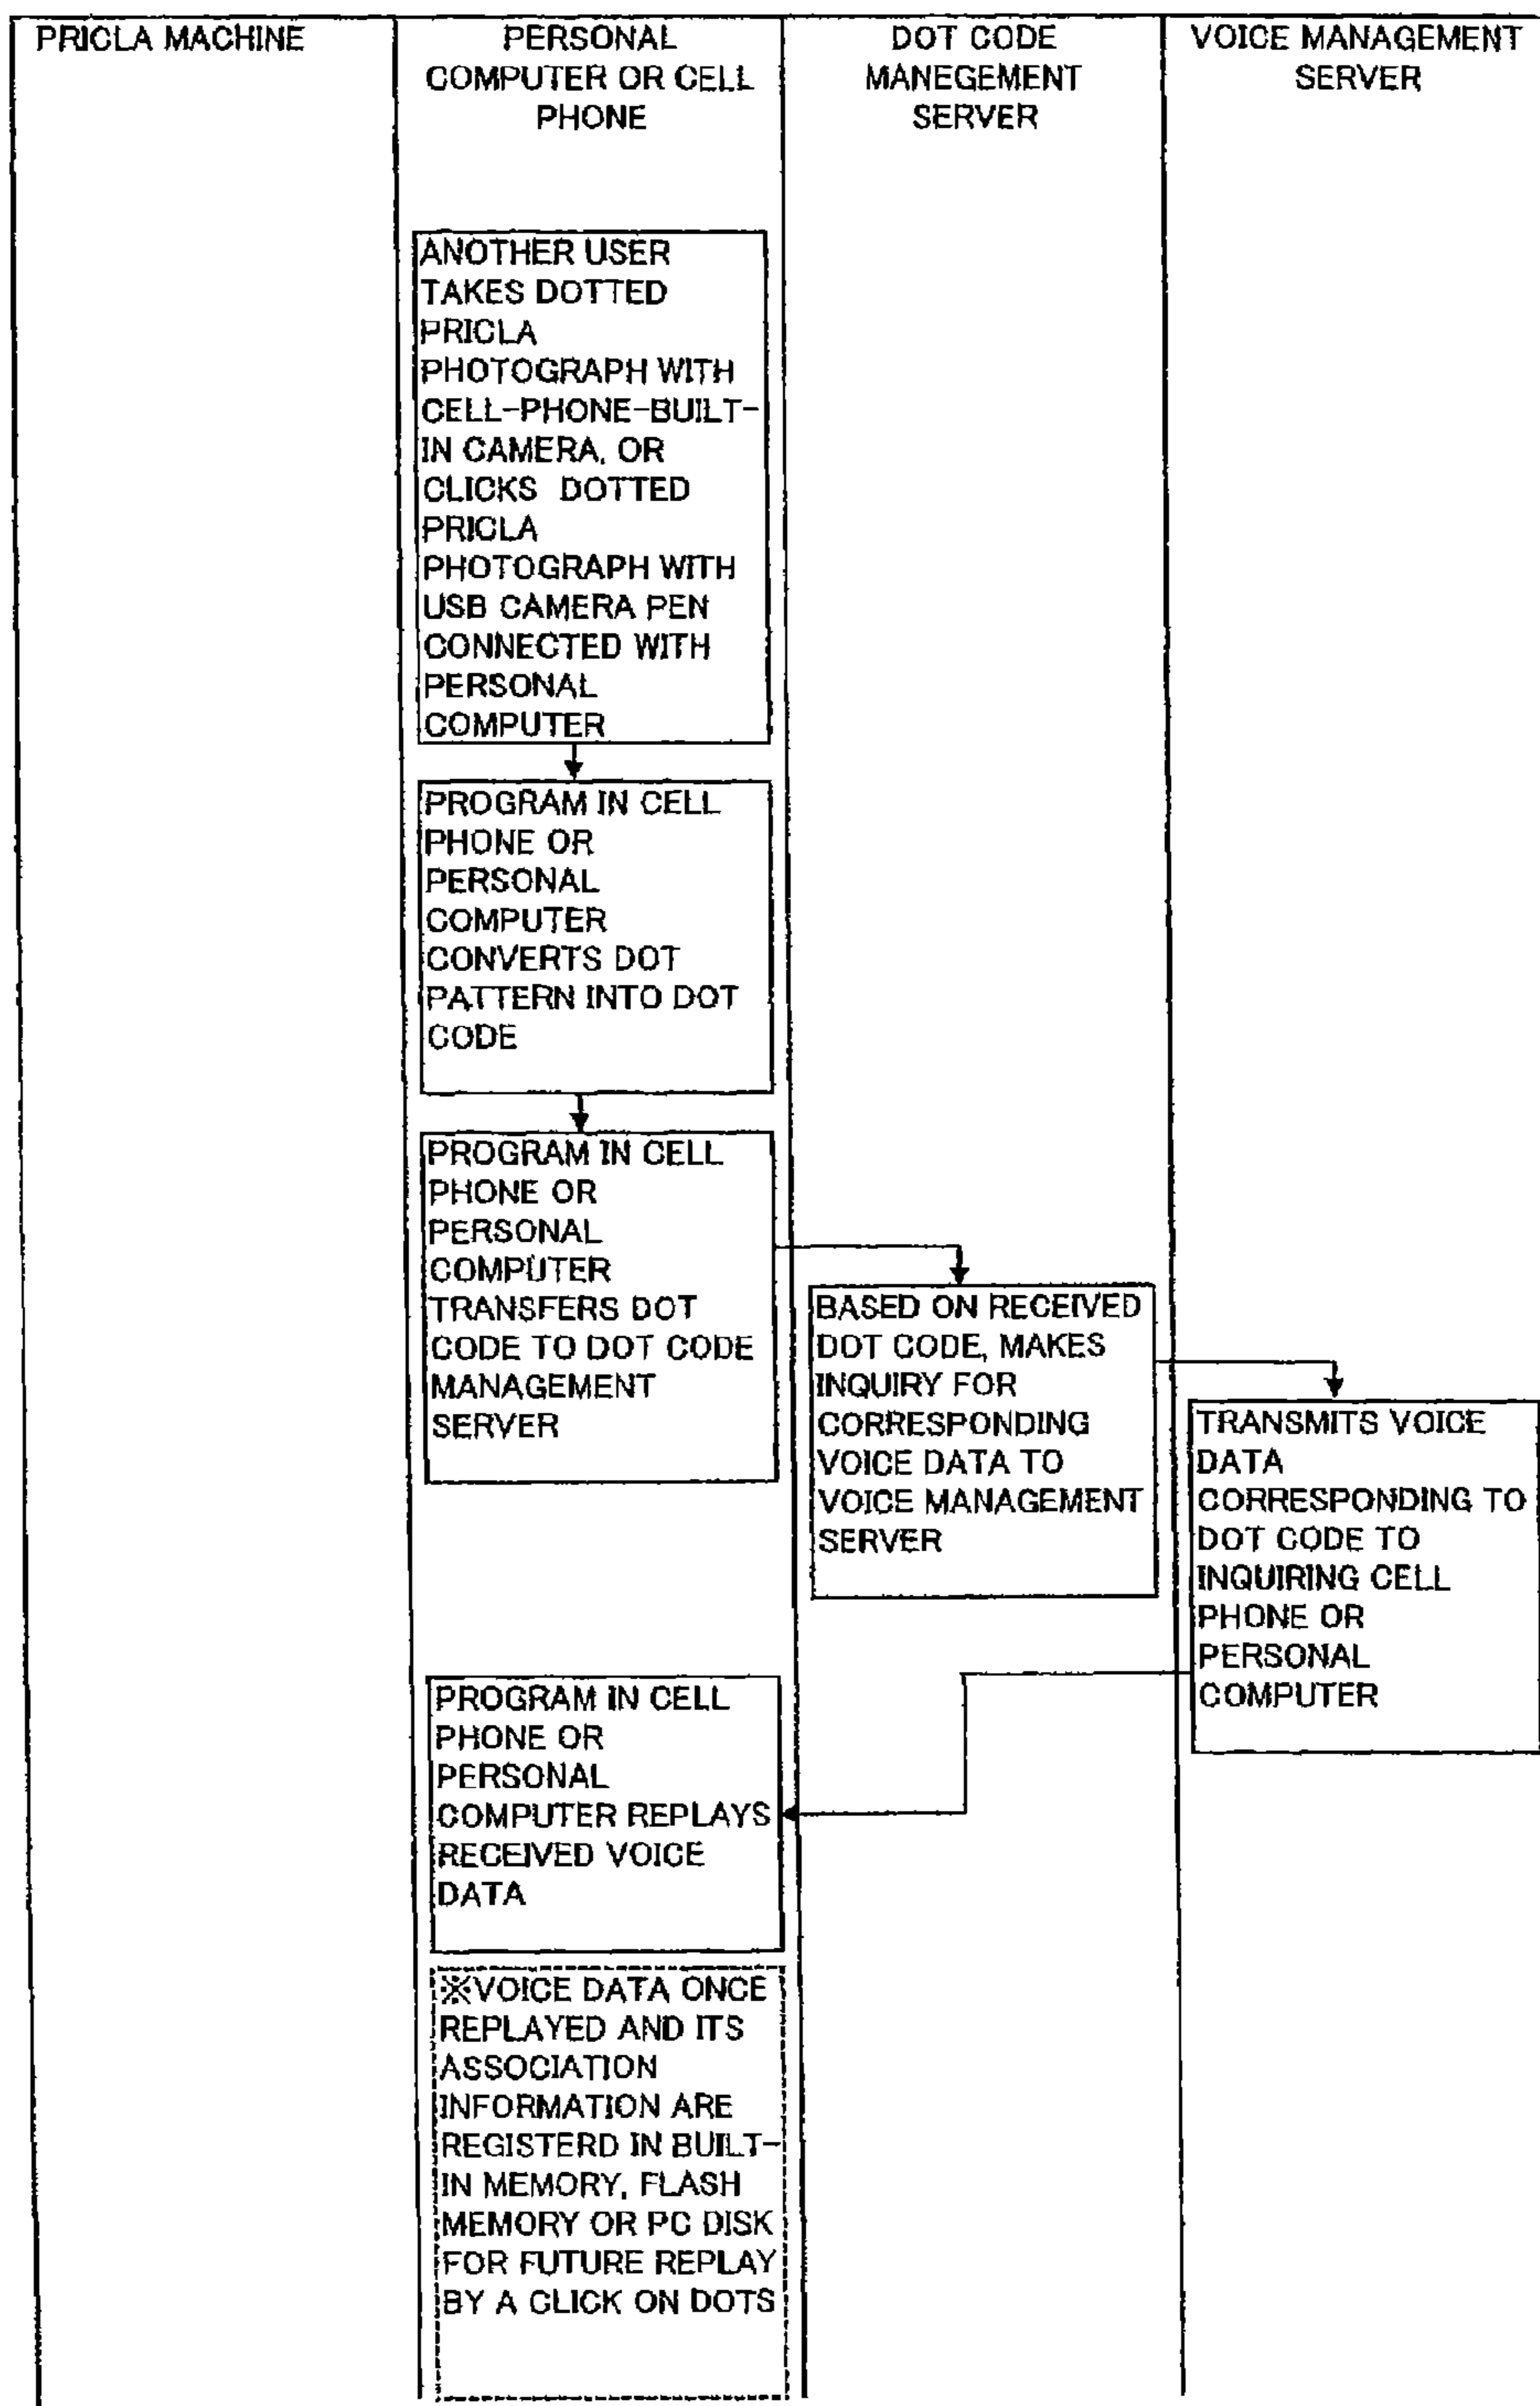 PRICLA MACHINE
PERSONAL
COMPUTER OR CELL
PHONE
DOT CODE
MANEGEMENT
SERVER
VOICE MANAGEMENT
SERVER
ANOTHER USER
TAKES DOTTED
PRICLA
PHOTOGRAPH WITH
CELL-PHONE-BUILT-
IN CAMERA, OR
CLICKS DOTTED
PRICLA
PHOTOGRAPH WITH
USB CAMERA PEN
CONNECTED WITH
PERSONAL
COMPUTER
PROGRAM IN CELL
PHONE OR
PERSONAL
COMPUTER
CONVERTS DOT
PATTERN INTO DOT
CODE
PROGRAM IN CELL
PHONE OR
PERSONAL
COMPUTER
TRANSFERS DOT
CODE TO DOT CODE
MANAGEMENT
SERVER
BASED ON RECEIVED
DOT CODE, MAKES
INQUIRY FOR
CORRESPONDING
VOICE DATA TO
VOICE MANAGEMENT
SERVER
TRANSMITS VOICE
DATA
CORRESPONDING TO
DOT CODE TO
INQUIRING CELL
PHONE OR
PERSONAL
COMPUTER
PROGRAM IN CELL
PHONE OR
PERSONAL
COMPUTER REPLAYS
RECEIVED VOICE
DATA
※VOICE DATA ONCE
REPLAYED AND ITS
ASSOCIATION
INFORMATION ARE
REGISTERD IN BUILT-
IN MEMORY, FLASH
MEMORY OR PC DISK
FOR FUTURE REPLAY
BY A CLICK ON DOTS